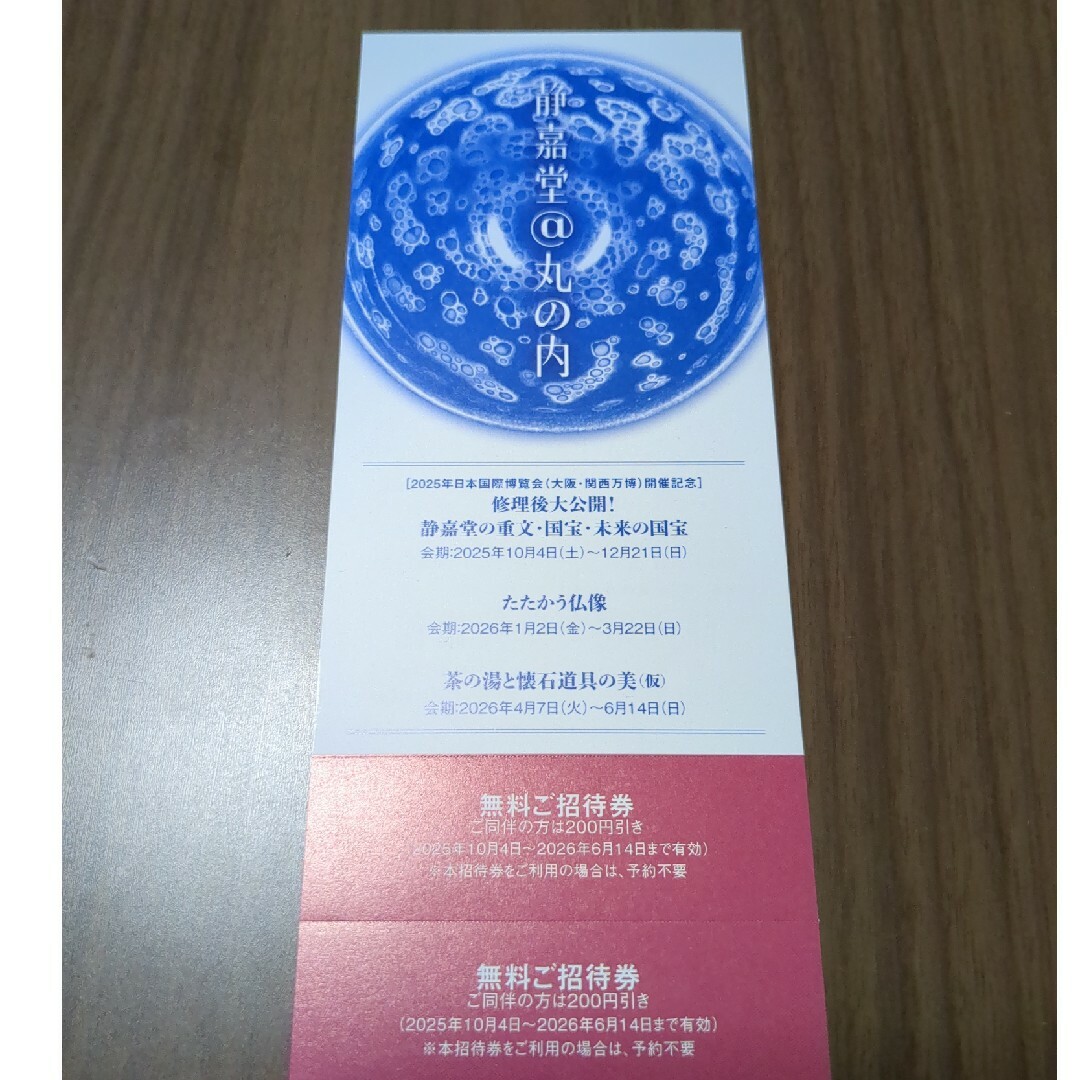 静嘉堂@丸の内
[2025年日本国際博覧会(大阪・関西万博)開催記念]
修理後大公開!
静嘉堂の重文・国宝・未来の国宝
会期:2025年10月4日(土)〜12月21日(日)
たたかう仏像
会期:2026年1月2日(金)〜3月22日(日)
茶の湯と懐石道具の美(仮)
会期:2026年4月7日(火)〜6月14日(日)
無料ご招待券
ご同伴の方は200円引き
(2025年10月4日〜2026年6月14日まで有効)
※本招待券をご利用の場合は、予約不要
無料ご招待券
ご同伴の方は200円引き
(2025年10月4日〜2026年6月14日まで有効)
※本招待券をご利用の場合は、予約不要